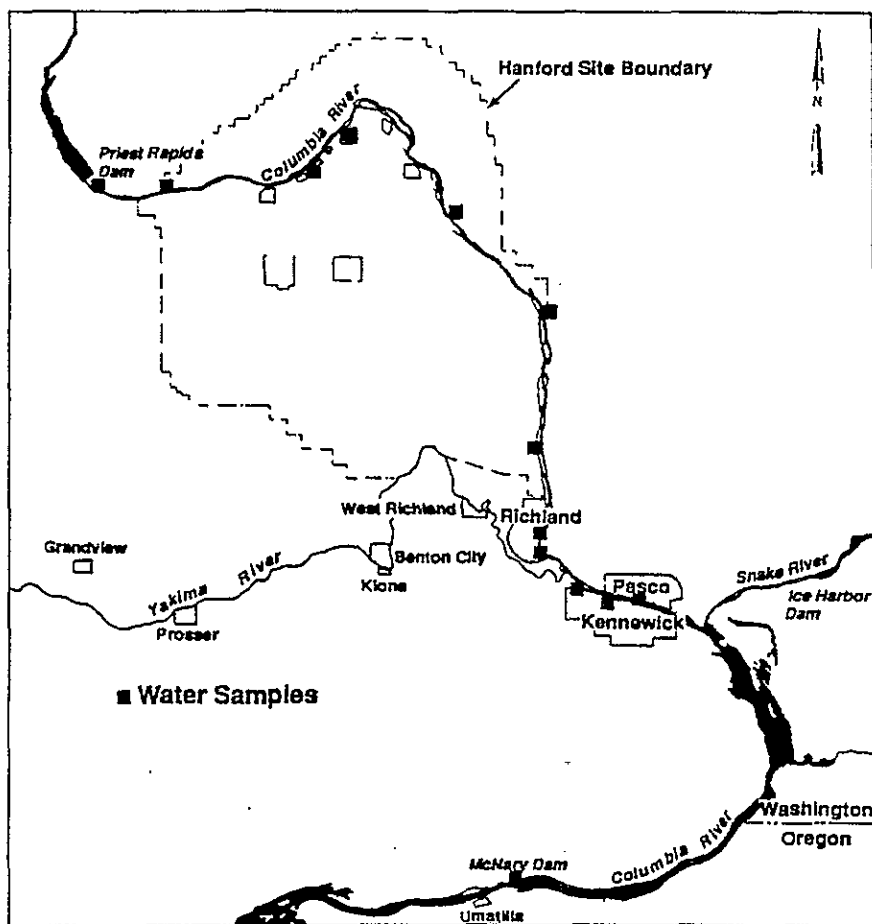 Hanford Site Boundary
N
Priest Rapids
Dam
Columbia River
West Richland
Richland
Grandview
Benton City
Kiona
Yakima River
Prosser
Pasco
Kennewick
Snake River
Ice Harbor
Dam
Water Samples
Washington
Oregon
Columbia River
McNary Dam
Umatilla